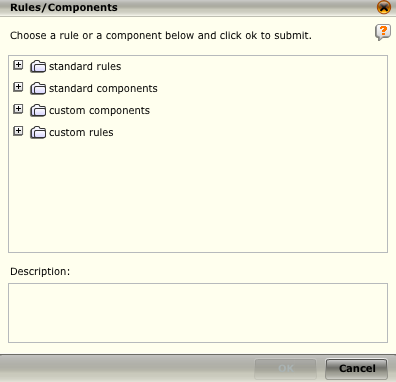 Rules/Components
Choose a rule or a component below and click ok to submit.
standard rules
standard components
custom components
custom rules
Description:
OK
Cancel